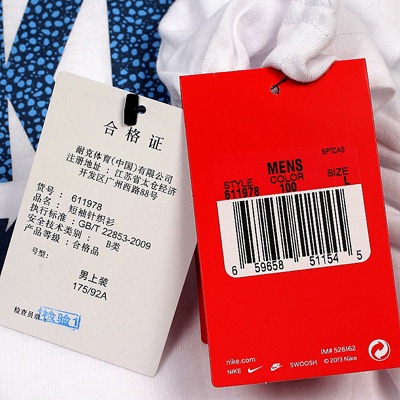 合格证
耐克体育(中国)有限公司
注册地址：江苏省太仓经济
开发区广州西路88号
货号：
611978
品名：短袖针织衫
执行标准：GB/T 22853-2009
安全技术类别：B类
产品等级：合格品
号型：
男上装
175/92A
检查员
检验1
SPTCAS
MENS
STYLE
COLOR
SIZE
611978
100
L
6 59658 51154 5
nike.com
IM# 526162
NIKE
SWOOSH
© 2013 Nike